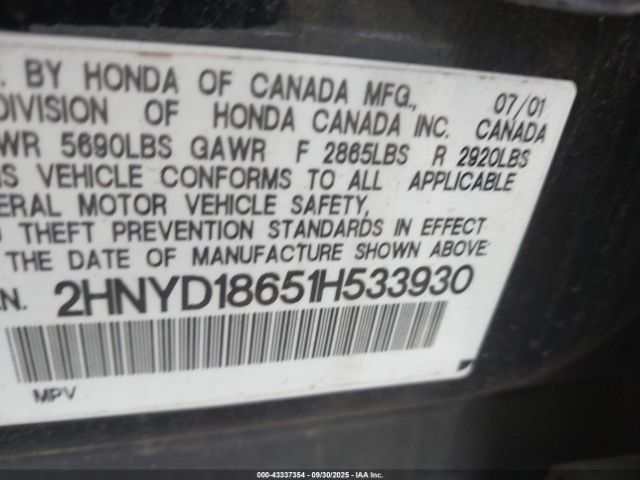 BY HONDA OF CANADA MFG., 07/01
DIVISION OF HONDA CANADA INC. CANADA
WR 5690LBS GAWR F 2865LBS R 2920LBS
S VEHICLE CONFORMS TO ALL APPLICABLE
ERAL MOTOR VEHICLE SAFETY,
THEFT PREVENTION STANDARDS IN EFFECT
THE DATE OF MANUFACTURE SHOWN ABOVE.
N. 2HNYD18651H533930
MPV
000-43337354 - 09/30/2025 - IAA Inc.